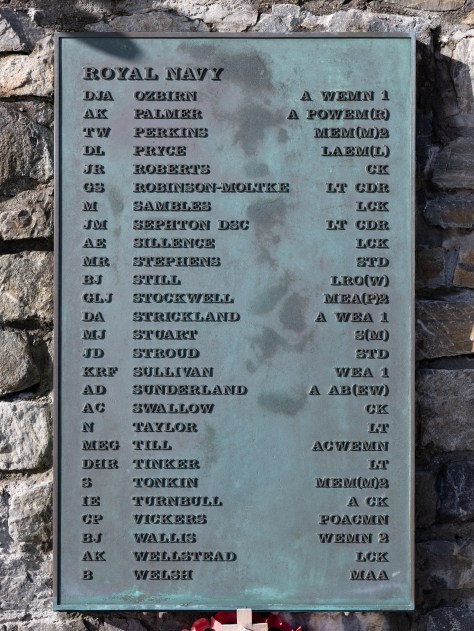 ROYAL NAVY
DJA OZBIRN A WEMN 1
AK PALMER A POWEM(R)
TW PERKINS MEM(M)2
DL PRYCE LAEM(L)
JR ROBERTS CK
GS ROBINSON-MOLTKE LT CDR
M SAMBLES LCK
JM SEPHTON DSC LT CDR
AE SILLENCE LCK
MR STEPHENS STD
BJ STILL LRO(W)
GLJ STOCKWELL MEA(P)2
DA STRICKLAND A WEA 1
MJ STUART S(M)
JD STROUD STD
KRF SULLIVAN WEA 1
AD SUNDERLAND A AB(EW)
AC SWALLOW CK
N TAYLOR LT
MEG TILL ACWEMN
DHR TINKER LT
S TONKIN MEM(M)2
IE TURNBULL A CK
CP VICKERS POACMN
BJ WALLIS WEMN 2
AK WELLSTEAD LCK
B WELSH MAA